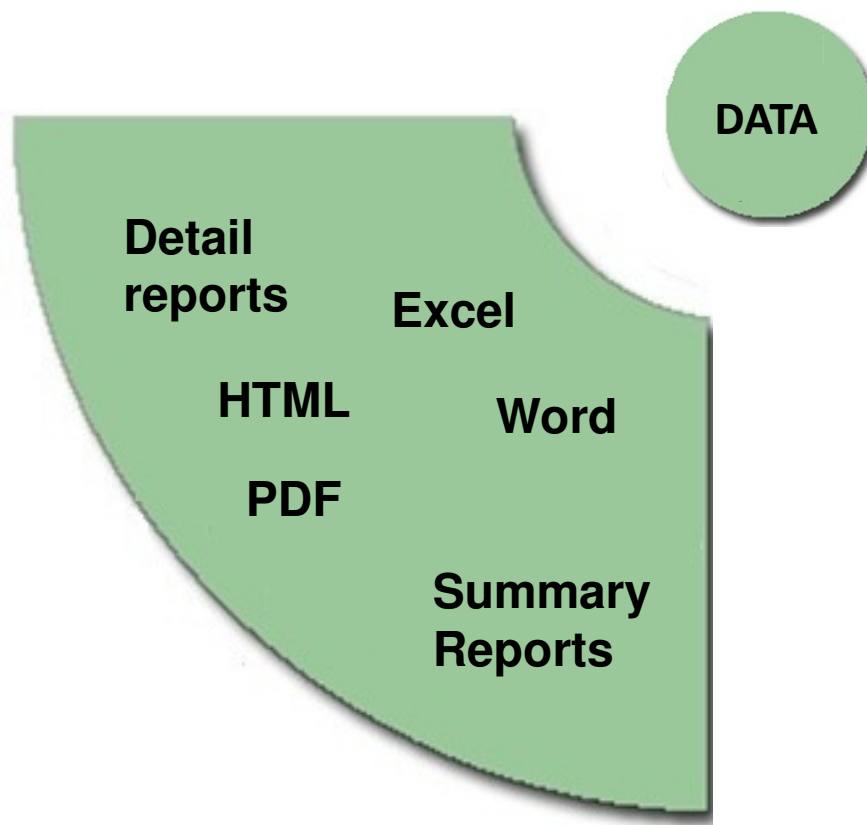 DATA
Detail
reports
Excel
HTML
Word
PDF
Summary
Reports